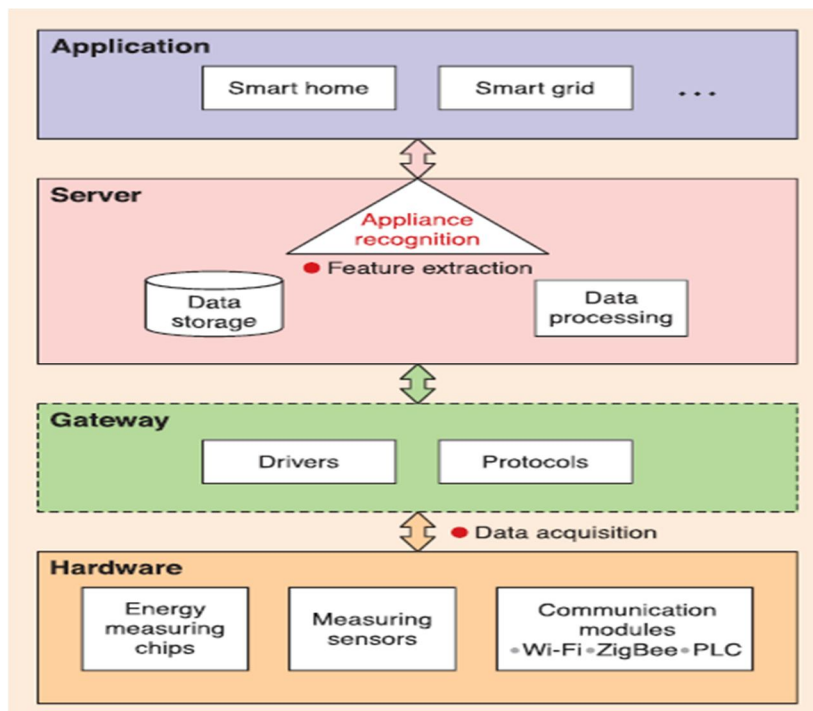 Application
Smart home
Smart grid
...
Server
Appliance
recognition
● Feature extraction
Data
storage
Data
processing
Gateway
Drivers
Protocols
● Data acquisition
Hardware
Energy
measuring
chips
Measuring
sensors
Communication
modules
•Wi-Fi•ZigBee•PLC